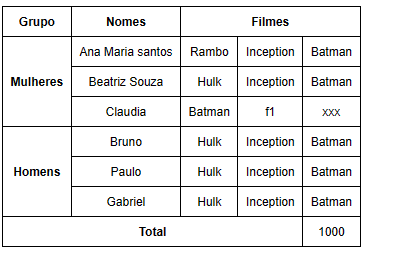 Grupo Nomes Filmes
Ana Maria santos Rambo Inception Batman
Mulheres Beatriz Souza Hulk Inception Batman
Claudia Batman f1 xxx
Bruno Hulk Inception Batman
Homens Paulo Hulk Inception Batman
Gabriel Hulk Inception Batman
Total 1000